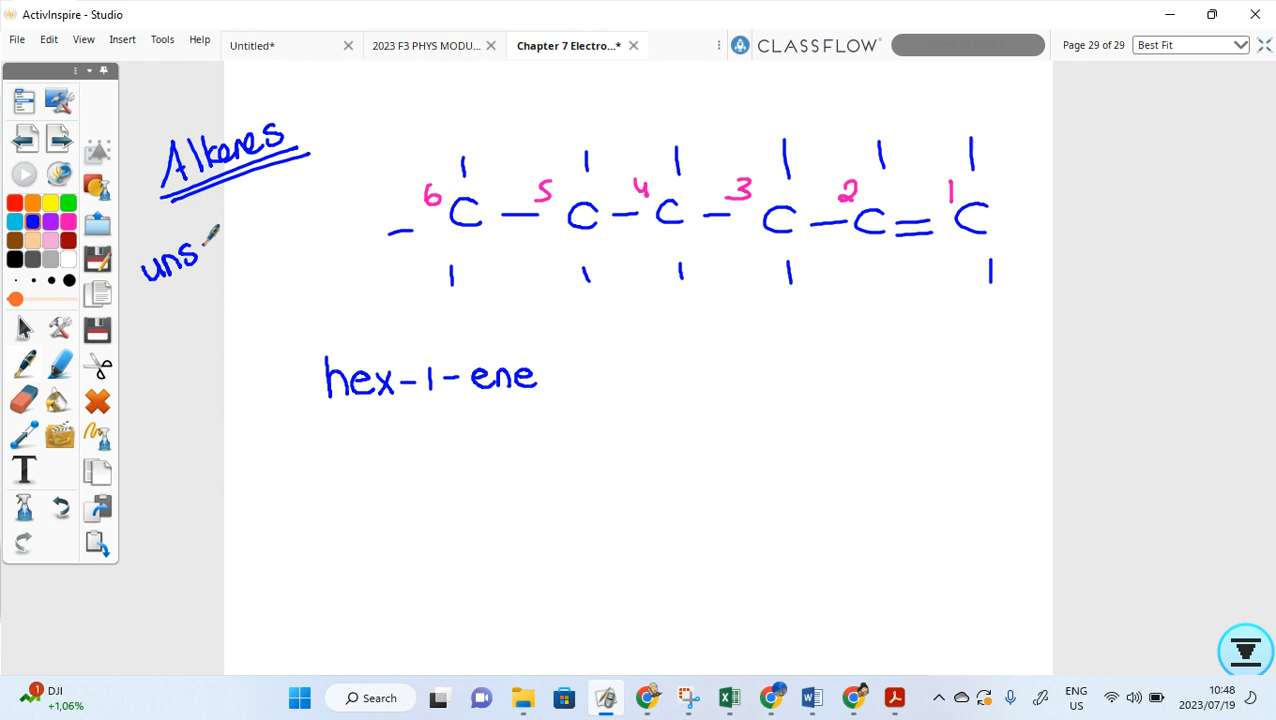 ActivInspire - Studio
File Edit View Insert Tools Help
Untitled*
2023 F3 PHYS MODU...
Chapter 7 Electro...*
CLASSFLOW
Page 29 of 29
Best Fit
Alkenes
uns
6 5 4 3 2 1
C – C – C – C – C = C
hex-1-ene
T
1
DJI
+1,06%
Search
ENG
US
10:48
2023/07/19